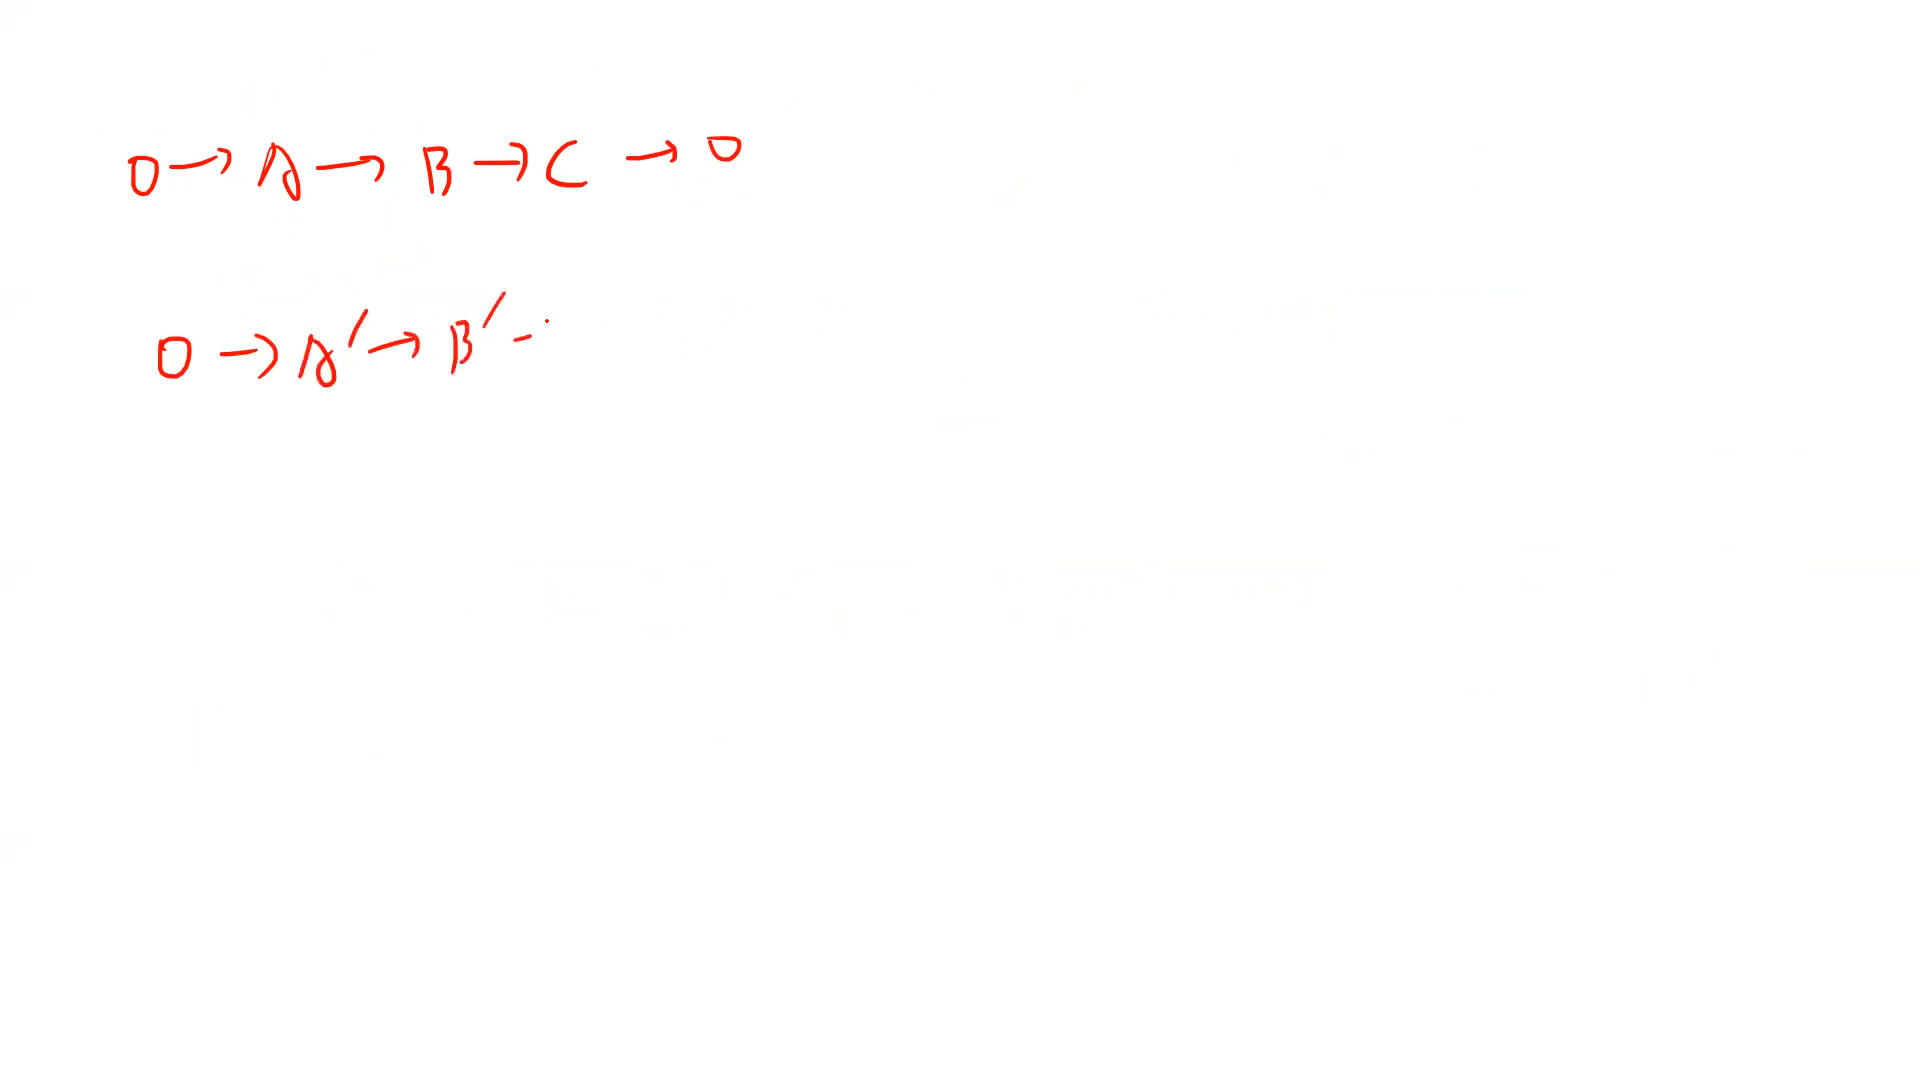 0 → A → B → C → 0
0 → A' → B' -